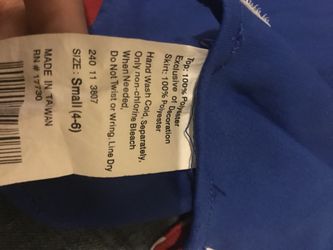 Top: 100% Polyester
Exclusive of Decoration
Skirt: 100% Polyester
Hand Wash Cold, Separately,
Only non-chlorine Bleach
When Needed,
Do Not Twist or Wring, Line Dry
240 11 3807
SIZE: Small (4-6)
MADE IN TAIWAN
RN # 17730